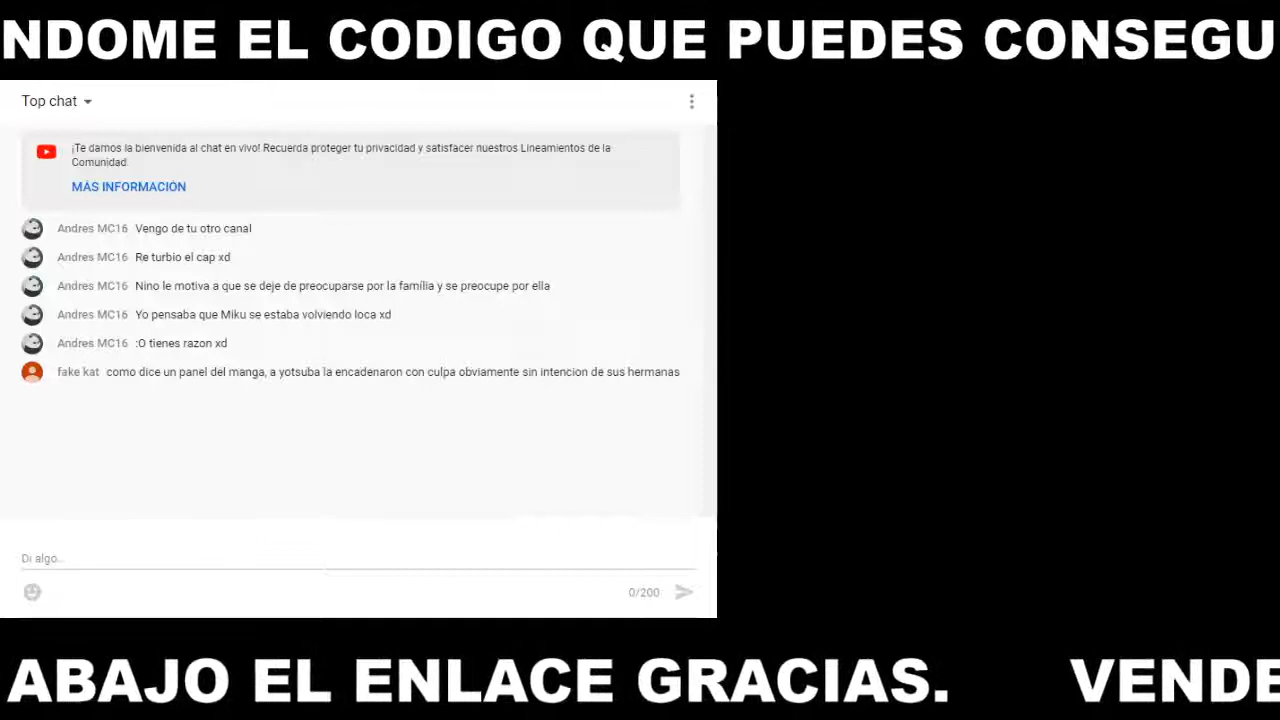 NDOME EL CODIGO QUE PUEDES CONSEGU
Top chat
¡Te damos la bienvenida al chat en vivo! Recuerda proteger tu privacidad y satisfacer nuestros Lineamientos de la
Comunidad.
MÁS INFORMACIÓN
Andres MC16 Vengo de tu otro canal
Andres MC16 Re turbio el cap xd
Andres MC16 Nino le motiva a que se deje de preocuparse por la família y se preocupe por ella
Andres MC16 Yo pensaba que Miku se estaba volviendo loca xd
Andres MC16 :O tienes razon xd
fake kat como dice un panel del manga, a yotsuba la encadenaron con culpa obviamente sin intencion de sus hermanas
Di algo...
0/200
ABAJO EL ENLACE GRACIAS. VENDE